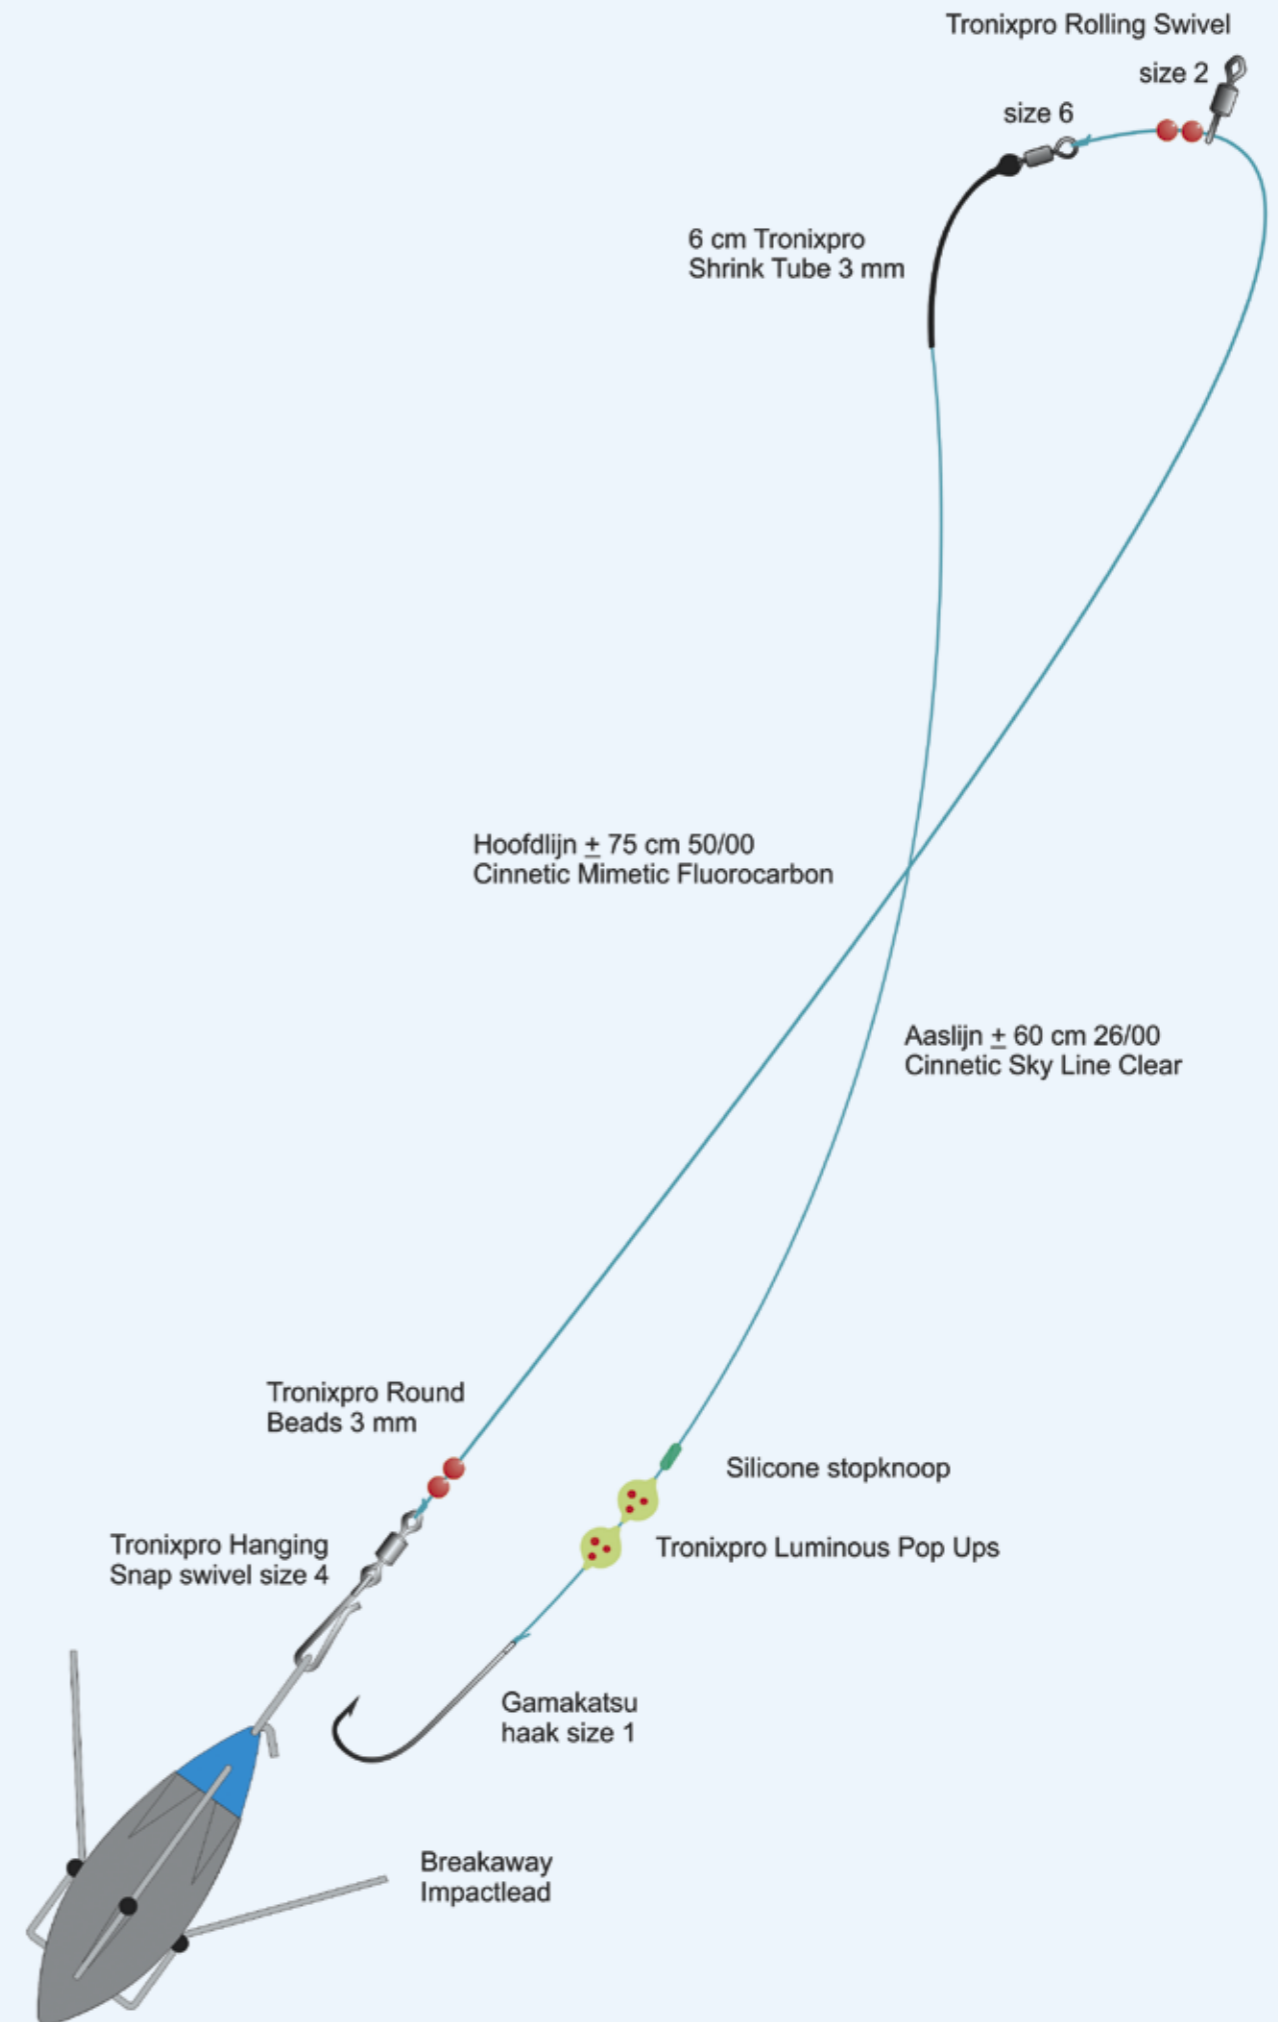 Tronixpro Rolling Swivel
size 2
size 6
6 cm Tronixpro
Shrink Tube 3 mm
Hoofdlijn ± 75 cm 50/00
Cinnetic Mimetic Fluorocarbon
Aaslijn ± 60 cm 26/00
Cinnetic Sky Line Clear
Tronixpro Round
Beads 3 mm
Silicone stopknoop
Tronixpro Hanging
Snap swivel size 4
Tronixpro Luminous Pop Ups
Gamakatsu
haak size 1
Breakaway
Impactlead